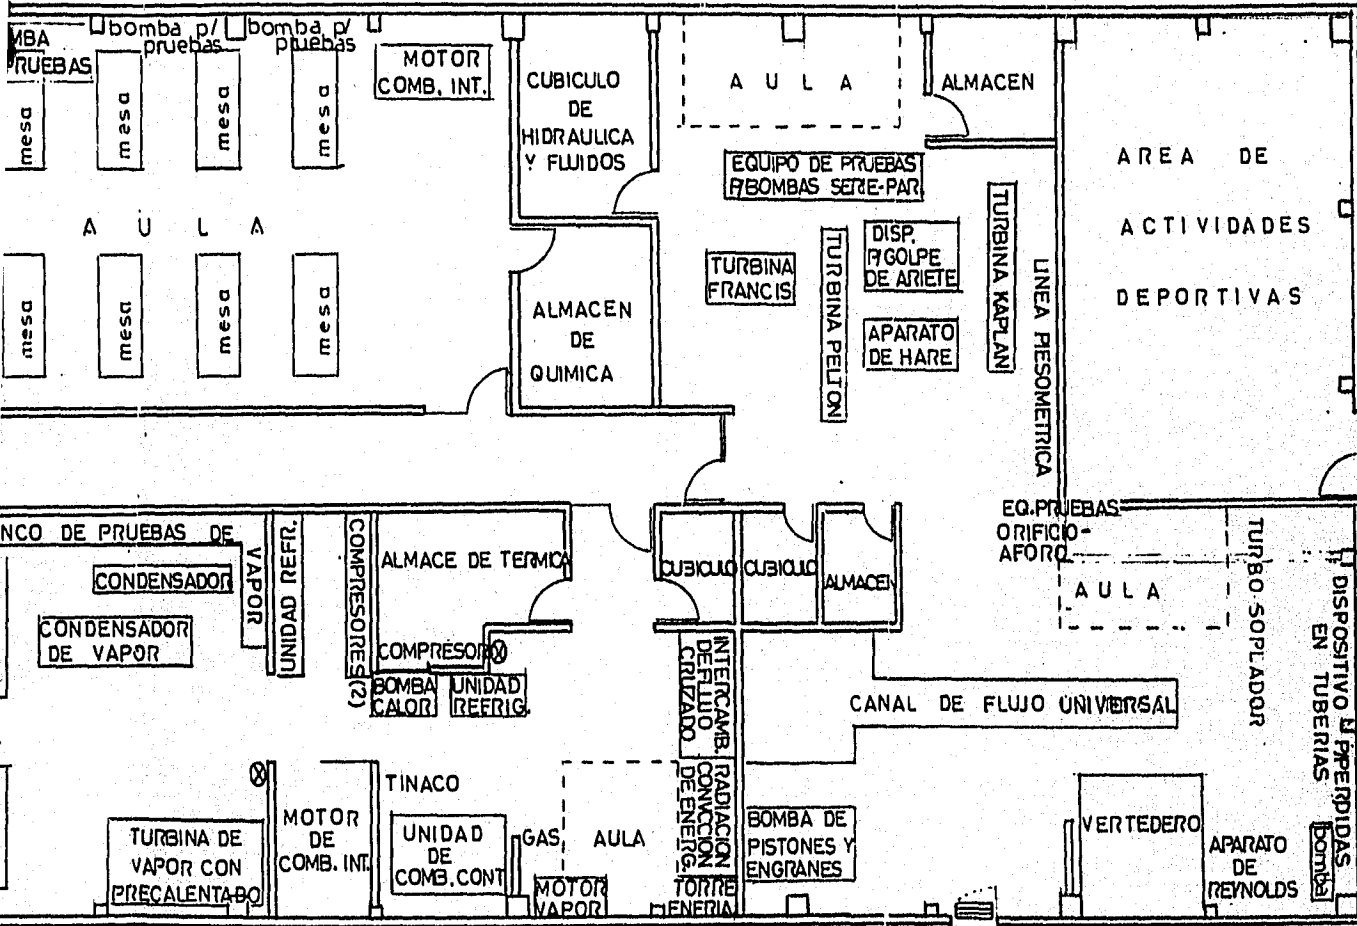 MBA
RUEBAS
bomba p/
pruebas
bomba p/
pruebas
mesa
mesa
mesa
mesa
MOTOR
COMB. INT.
CUBICULO
DE
HIDRAULICA
Y FLUIDOS
A U L A
ALMACEN
AREA DE
ACTIVIDADES
DEPORTIVAS
EQUIPO DE PRUEBAS
P/BOMBAS SERIE-PAR.
A U L A
mesa
mesa
mesa
mesa
ALMACEN
DE
QUIMICA
TURBINA
FRANCIS
TURBINA PELTON
DISP.
P/GOLPE
DE ARIETE
APARATO
DE HARE
TURBINA KAPLAN
LINEA PIESOMETRICA
NCO DE PRUEBAS DE
VAPOR
CONDENSADOR
CONDENSADOR
DE VAPOR
UNIDAD REFR.
COMPRESORES (2)
ALMACE DE TERMICA
COMPRESOR
BOMBA
CALOR
UNIDAD
REFRIG.
CUBICULO
CUBICULO
ALMACEN
EQ.PRUEBAS
ORIFICIO-
AFORO
AULA
TURBO-SOPLADOR
DISPOSITIVO P/PERDIDAS
EN TUBERIAS
INTERCAMB.
DE FLUJO
CRUZADO
CANAL DE FLUJO UNIVERSAL
TURBINA DE
VAPOR CON
PRECALENTADO
MOTOR
DE
COMB. INT.
TINACO
UNIDAD
DE
COMB. CONT
GAS
AULA
MOTOR
VAPOR
RADIACION
CONVCCION
DE ENERG.
TORRE
ENERIA
BOMBA DE
PISTONES Y
ENGRANES
VERTEDERO
APARATO
DE
REYNOLDS
bomba